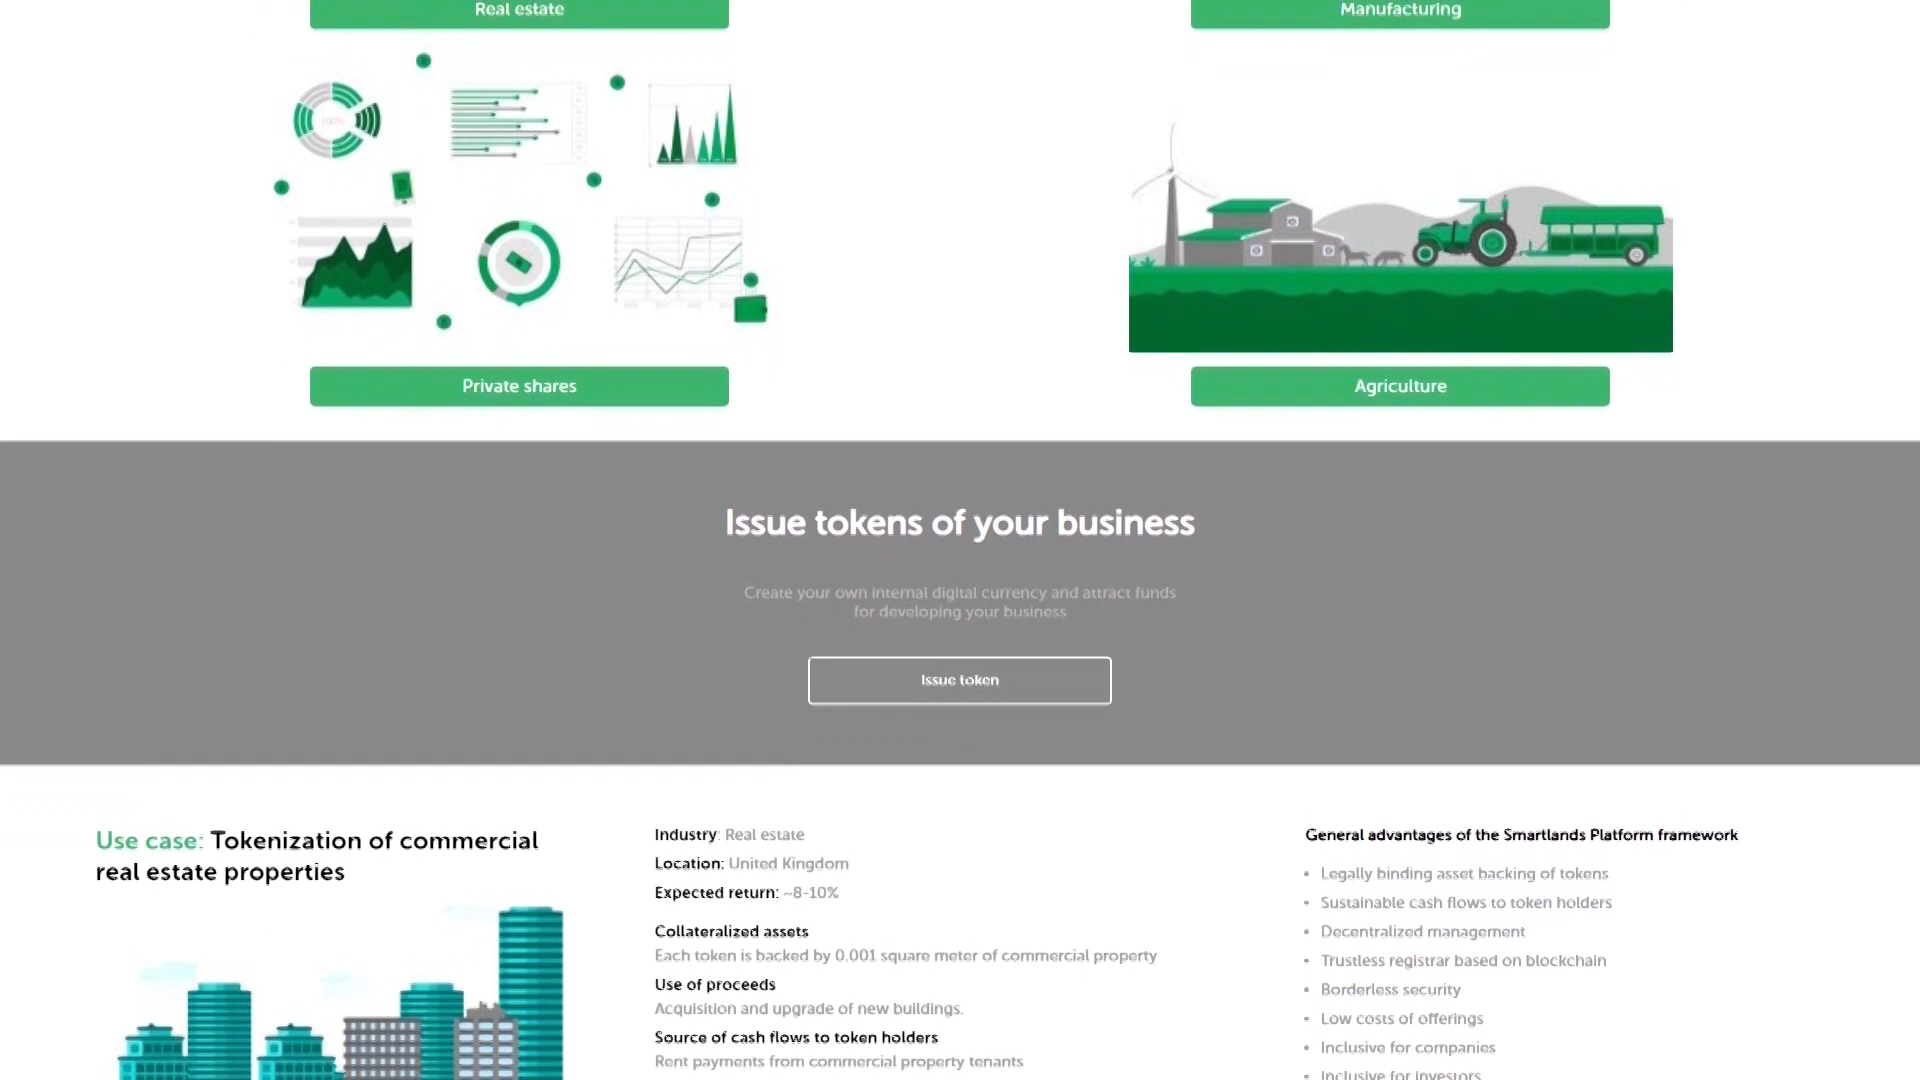 Real estate
Manufacturing
100%
Private shares
Agriculture
Issue tokens of your business
Create your own internal digital currency and attract funds
for developing your business
Issue token
Use case: Tokenization of commercial
real estate properties
Industry: Real estate
Location: United Kingdom
Expected return: ~8-10%
Collateralized assets
Each token is backed by 0.001 square meter of commercial property
Use of proceeds
Acquisition and upgrade of new buildings.
Source of cash flows to token holders
Rent payments from commercial property tenants
General advantages of the Smartlands Platform framework
• Legally binding asset backing of tokens
• Sustainable cash flows to token holders
• Decentralized management
• Trustless registrar based on blockchain
• Borderless security
• Low costs of offerings
• Inclusive for companies
• Inclusive for investors